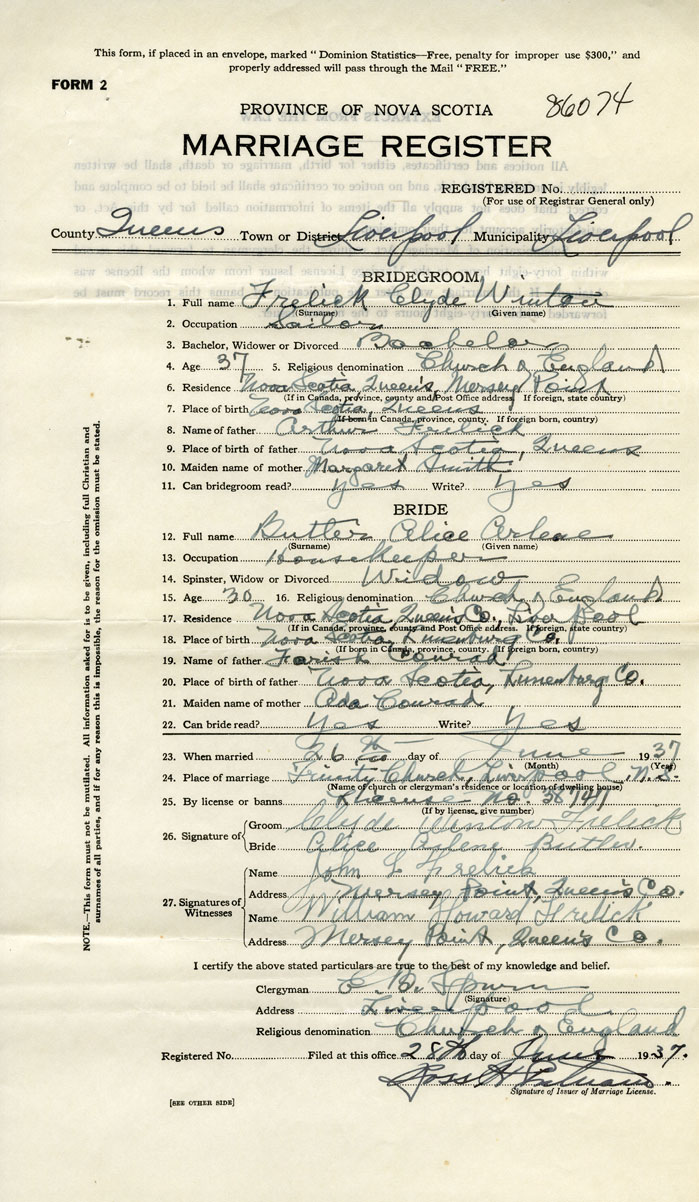 This form, if placed in an envelope, marked "Dominion Statistics—Free, penalty for improper use $300," and
properly addressed will pass through the Mail "FREE."
FORM 2
PROVINCE OF NOVA SCOTIA 86074
MARRIAGE REGISTER
REGISTERED No.
(For use of Registrar General only)
County Queens Town or District Liverpool Municipality Liverpool
BRIDEGROOM
1. Full name Frelick Clyde Winton
(Surname) (Given name)
2. Occupation Sailor
3. Bachelor, Widower or Divorced Bachelor
4. Age 37 5. Religious denomination Church of England
6. Residence Nova Scotia, Queens, Mersey Point
(If in Canada, province, county and Post Office address. If foreign, state country)
7. Place of birth Nova Scotia, Queens
(If born in Canada, province, county. If foreign born, country)
8. Name of father Arthur Frelick
9. Place of birth of father Nova Scotia, Queens
10. Maiden name of mother Margaret Smith
11. Can bridegroom read? Yes Write? Yes
BRIDE
12. Full name Butler Alice Arlene
(Surname) (Given name)
13. Occupation Housekeeper
14. Spinster, Widow or Divorced Widow
15. Age 30 16. Religious denomination Church of England
17. Residence Nova Scotia, Queen's Co., Liverpool
(If in Canada, province, county and Post Office address. If foreign, state country)
18. Place of birth Nova Scotia, Lunenburg Co.
(If born in Canada, province, county. If foreign born, country)
19. Name of father Conrad
20. Place of birth of father Nova Scotia, Lunenburg Co.
21. Maiden name of mother Ada Conrad
22. Can bride read? Yes Write? Yes
23. When married 26th day of June 1937
(Month) (Year)
24. Place of marriage Trinity Church, Liverpool, N.S.
(Name of church or clergyman's residence or location of dwelling house)
25. By license or banns License No.
(If by license, give number)
26. Signature of Groom Clyde Winton Frelick
Bride Alice Arlene Butler
27. Signatures of Witnesses Name John L Frelick
Address Mersey Point, Queen's Co.
Name William Howard Frelick
Address Mersey Point, Queen's Co.
I certify the above stated particulars are true to the best of my knowledge and belief.
Clergyman
(Signature)
Address Liverpool
Religious denomination Church of England
Registered No. Filed at this office 28th day of June 1937.
Signature of Issuer of Marriage License.
[SEE OTHER SIDE]
NOTE.—This form must not be mutilated. All information asked for is to be given, including full Christian and
surnames of all parties, and if for any reason this is impossible, the reason for the omission must be stated.